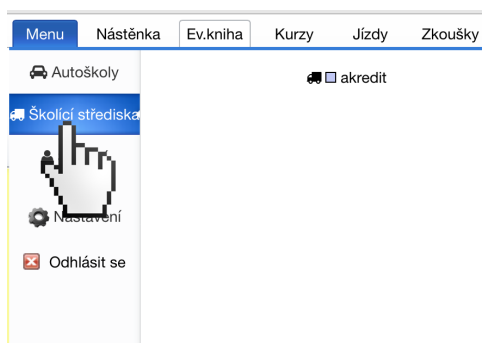 Menu Nástěnka Ev.kniha Kurzy Jízdy Zkoušky
Autoškoly
akredit
Školící střediska
Nastavení
Odhlásit se